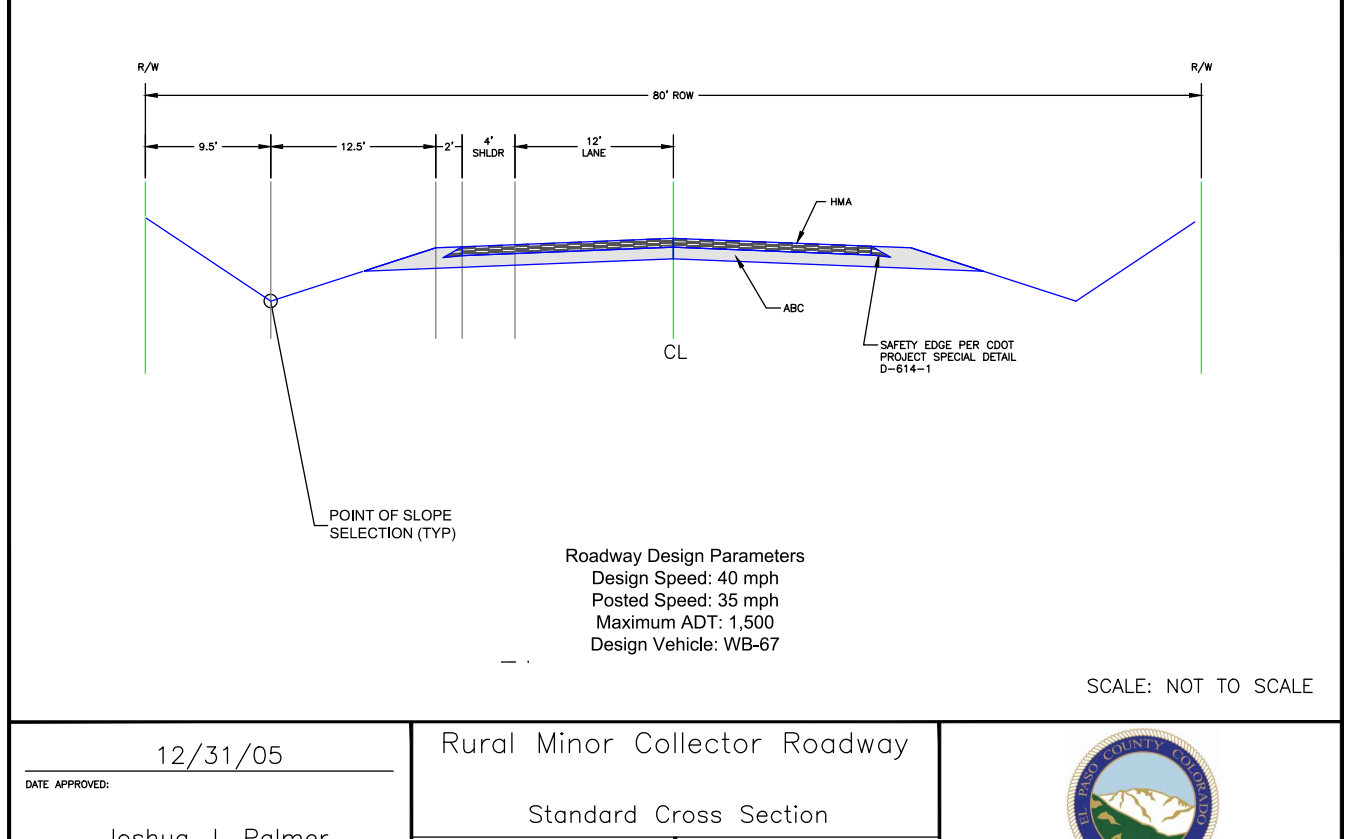 R/W
R/W
80' ROW
9.5'
12.5'
2'
4'
SHLDR
12'
LANE
HMA
ABC
CL
SAFETY EDGE PER CDOT
PROJECT SPECIAL DETAIL
D-614-1
POINT OF SLOPE
SELECTION (TYP)
Roadway Design Parameters
Design Speed: 40 mph
Posted Speed: 35 mph
Maximum ADT: 1,500
Design Vehicle: WB-67
SCALE: NOT TO SCALE
12/31/05
DATE APPROVED:
Joshua J. Palmer
Rural Minor Collector Roadway
Standard Cross Section
EL PASO COUNTY COLORADO